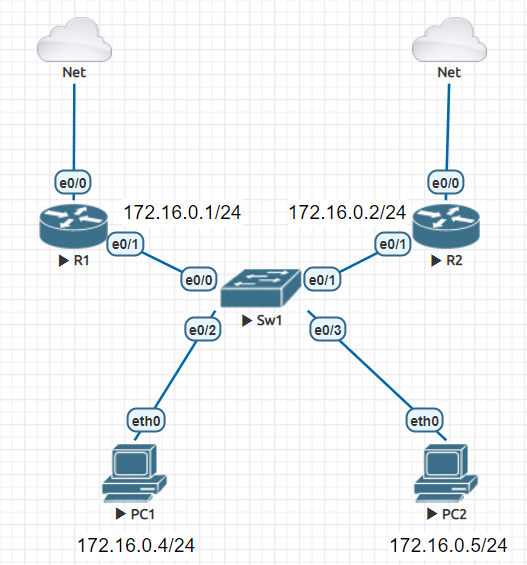 Net
Net
e0/0
e0/0
172.16.0.1/24
172.16.0.2/24
e0/1
e0/1
R1
R2
e0/0
e0/1
Sw1
e0/2
e0/3
eth0
eth0
PC1
PC2
172.16.0.4/24
172.16.0.5/24